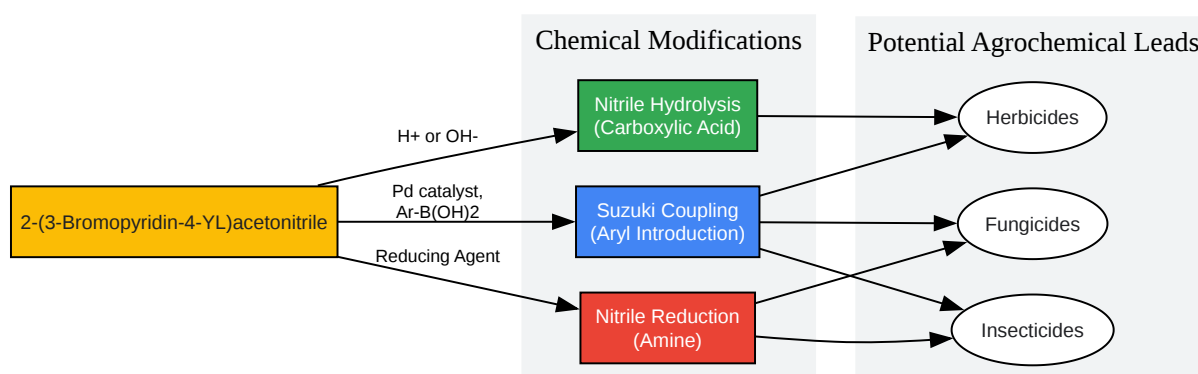 Chemical Modifications
Potential Agrochemical Leads
Nitrile Hydrolysis
(Carboxylic Acid)
Herbicides
H+ or OH-
Pd catalyst,
Ar-B(OH)2
2-(3-Bromopyridin-4-YL)acetonitrile
Suzuki Coupling
(Aryl Introduction)
Fungicides
Reducing Agent
Nitrile Reduction
(Amine)
Insecticides